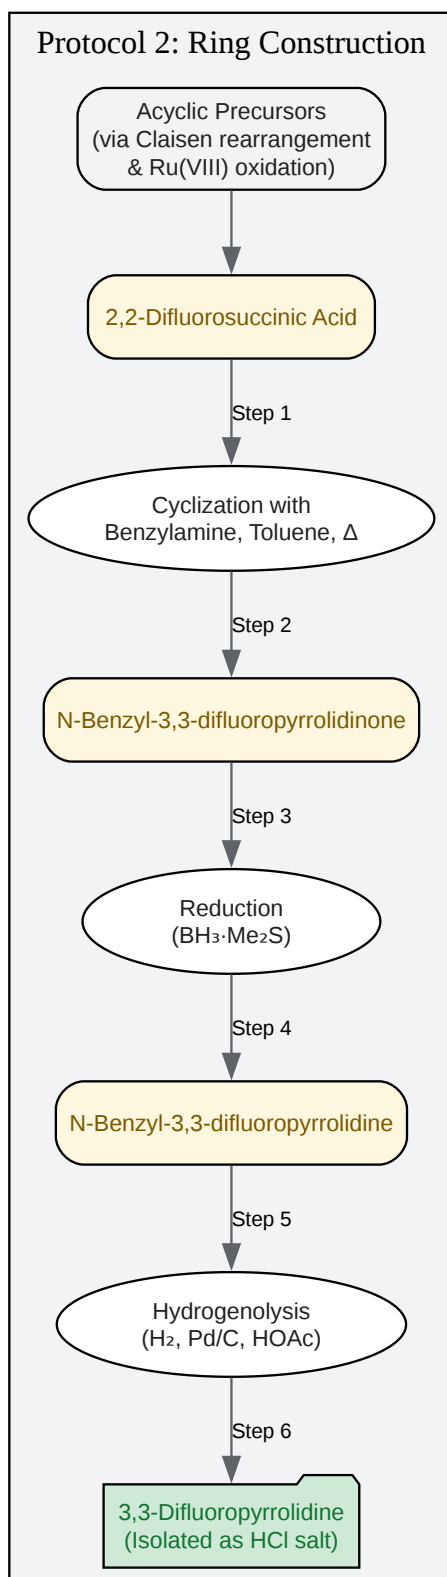 Protocol 2: Ring Construction
Acyclic Precursors
(via Claisen rearrangement
& Ru(VIII) oxidation)
2,2-Difluorosuccinic Acid
Step 1
Cyclization with
Benzylamine, Toluene, Δ
Step 2
N-Benzyl-3,3-difluoropyrrolidinone
Step 3
Reduction
(BH₃·Me₂S)
Step 4
N-Benzyl-3,3-difluoropyrrolidine
Step 5
Hydrogenolysis
(H₂, Pd/C, HOAc)
Step 6
3,3-Difluoropyrrolidine
(Isolated as HCl salt)